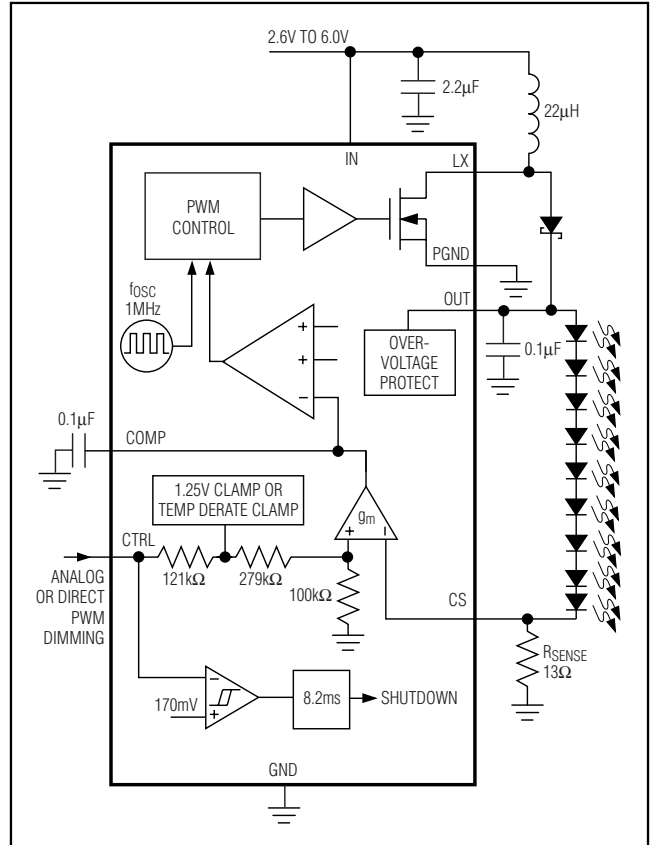 2.6V TO 6.0V
2.2µF
22µH
IN
LX
PWM
CONTROL
PGND
fOSC
1MHz
OUT
OVER-
VOLTAGE
PROTECT
0.1µF
+
+
−
0.1µF
COMP
1.25V CLAMP OR
TEMP DERATE CLAMP
gm
+
−
CTRL
121kΩ
279kΩ
100kΩ
CS
ANALOG
OR DIRECT
PWM
DIMMING
RSENSE
13Ω
−
170mV
+
8.2ms
SHUTDOWN
GND